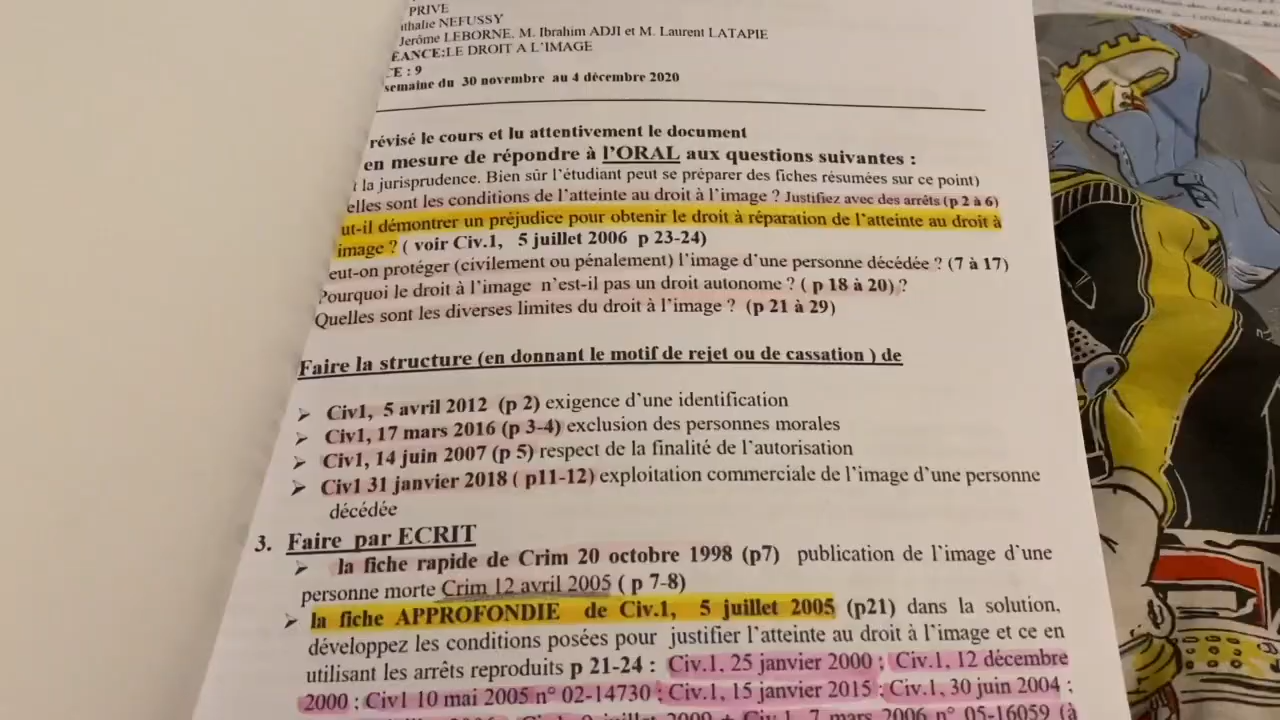 PRIVE
NEFUSSY
Jerôme LEBORNE, M. Ibrahim ADJI et M. Laurent LATAPIE
LE DROIT A L'IMAGE
: 9
semaine du 30 novembre au 4 décembre 2020
révisé le cours et lu attentivement le document
en mesure de répondre à l'ORAL aux questions suivantes :
la jurisprudence. Bien sûr l'étudiant peut se préparer des fiches résumées sur ce point)
elles sont les conditions de l'atteinte au droit à l'image ? Justifiez avec des arrêts (p 2 à 6)
ut-il démontrer un préjudice pour obtenir le droit à réparation de l'atteinte au droit à
image ? ( voir Civ.1, 5 juillet 2006 p 23-24)
eut-on protéger (civilement ou pénalement) l'image d'une personne décédée ? (7 à 17)
Pourquoi le droit à l'image n'est-il pas un droit autonome ? ( p 18 à 20) ?
Quelles sont les diverses limites du droit à l'image ? (p 21 à 29)
Faire la structure (en donnant le motif de rejet ou de cassation ) de
➢ Civ1, 5 avril 2012 (p 2) exigence d'une identification
➢ Civ1, 17 mars 2016 (p 3-4) exclusion des personnes morales
➢ Civ1, 14 juin 2007 (p 5) respect de la finalité de l'autorisation
➢ Civ1 31 janvier 2018 ( p11-12) exploitation commerciale de l'image d'une personne
décédée
3. Faire par ECRIT
➢ la fiche rapide de Crim 20 octobre 1998 (p7) publication de l'image d'une
personne morte Crim 12 avril 2005 ( p 7-8)
➢ la fiche APPROFONDIE de Civ.1, 5 juillet 2005 (p21) dans la solution,
développez les conditions posées pour justifier l'atteinte au droit à l'image et ce en
utilisant les arrêts reproduits p 21-24 : Civ.1, 25 janvier 2000 ; Civ.1, 12 décembre
2000 ; Civ1 10 mai 2005 n° 02-14730 ; Civ.1, 15 janvier 2015 ; Civ.1, 30 juin 2004 ;
juillet 2009 + Civ 1, 7 mars 2006 n° 05-16059 (à